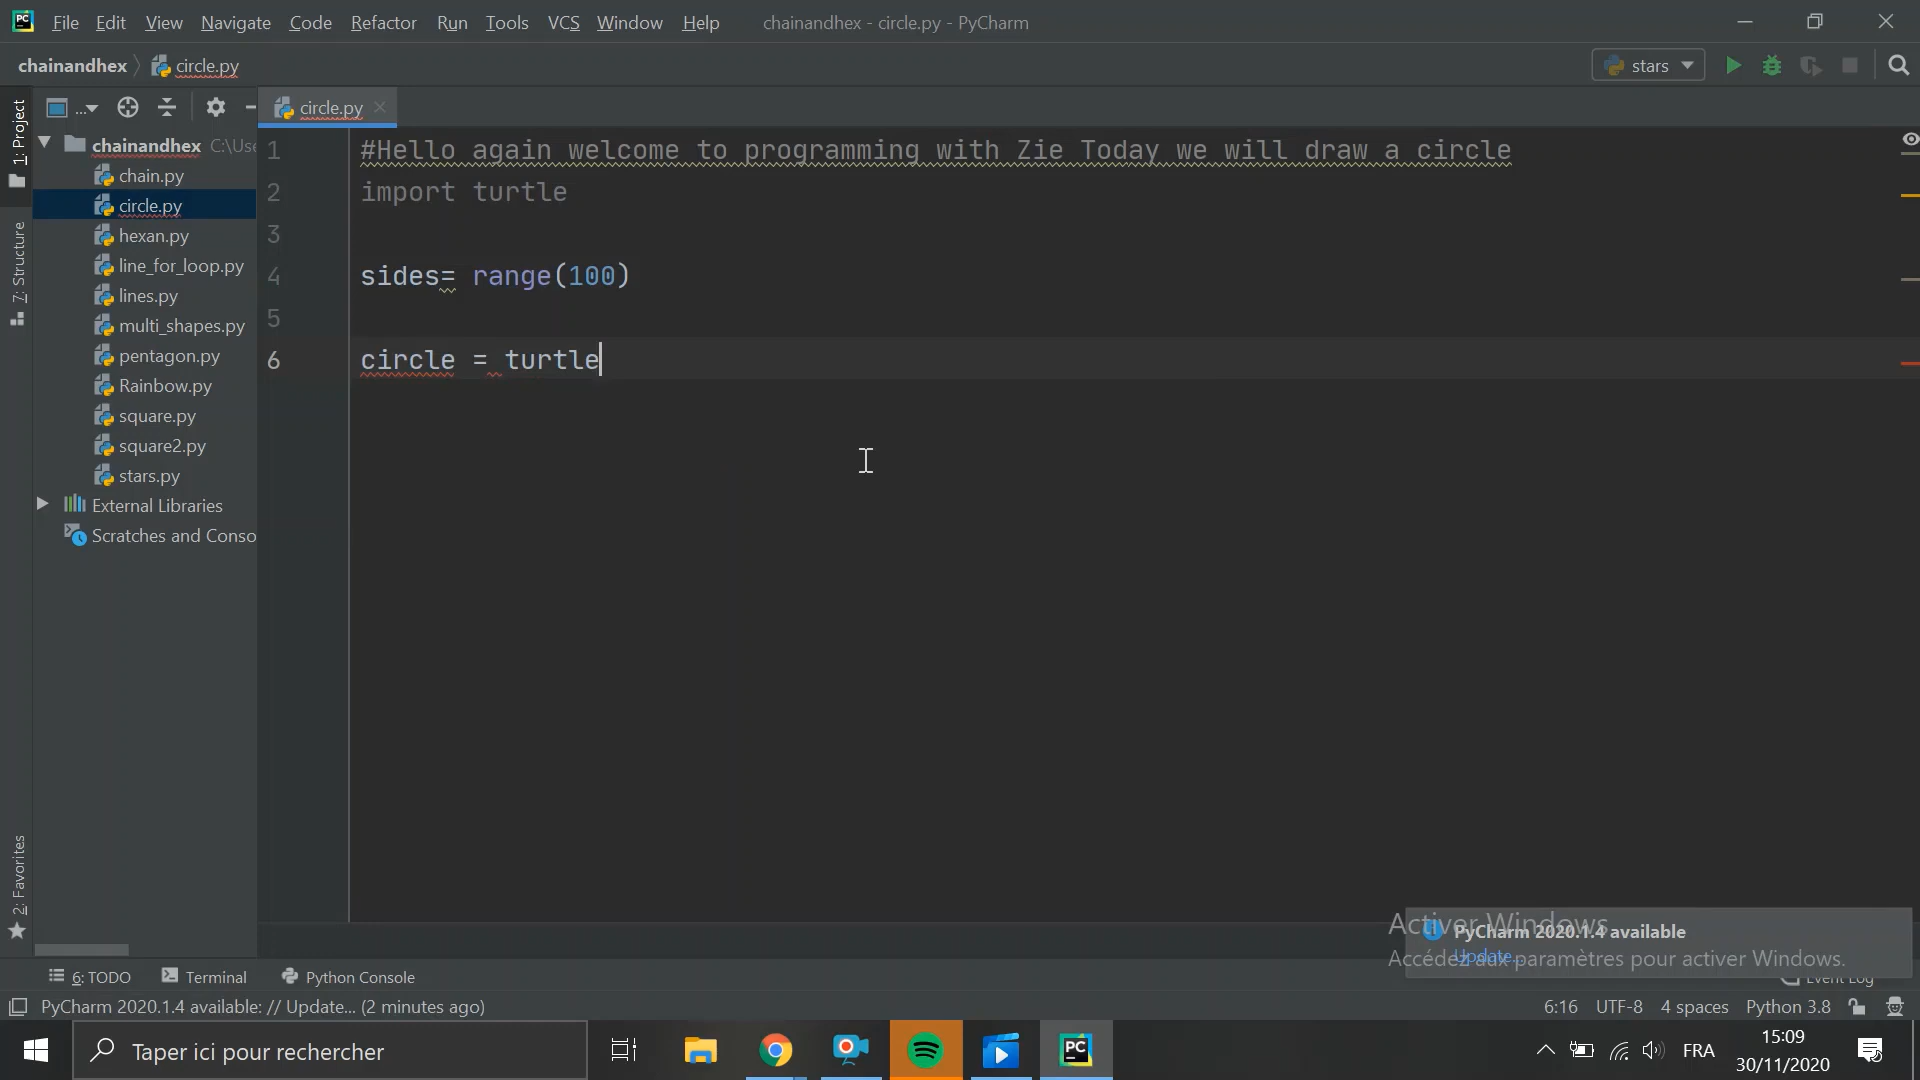 File Edit View Navigate Code Refactor Run Tools VCS Window Help chainandhex - circle.py - PyCharm
chainandhex circle.py
stars
1: Project
...
circle.py
chainandhex C:\Use
chain.py
circle.py
hexan.py
line_for_loop.py
lines.py
multi_shapes.py
pentagon.py
Rainbow.py
square.py
square2.py
stars.py
External Libraries
Scratches and Conso
7: Structure
2: Favorites
1 #Hello again welcome to programming with Zie Today we will draw a circle
2 import turtle
3
4 sides= range(100)
5
6 circle = turtle
Activer Windows
Accédez aux paramètres pour activer Windows.
PyCharm 2020.1.4 available
Update...
6: TODO Terminal Python Console Event Log
PyCharm 2020.1.4 available: // Update... (2 minutes ago) 6:16 UTF-8 4 spaces Python 3.8
Taper ici pour rechercher
FRA
15:09
30/11/2020